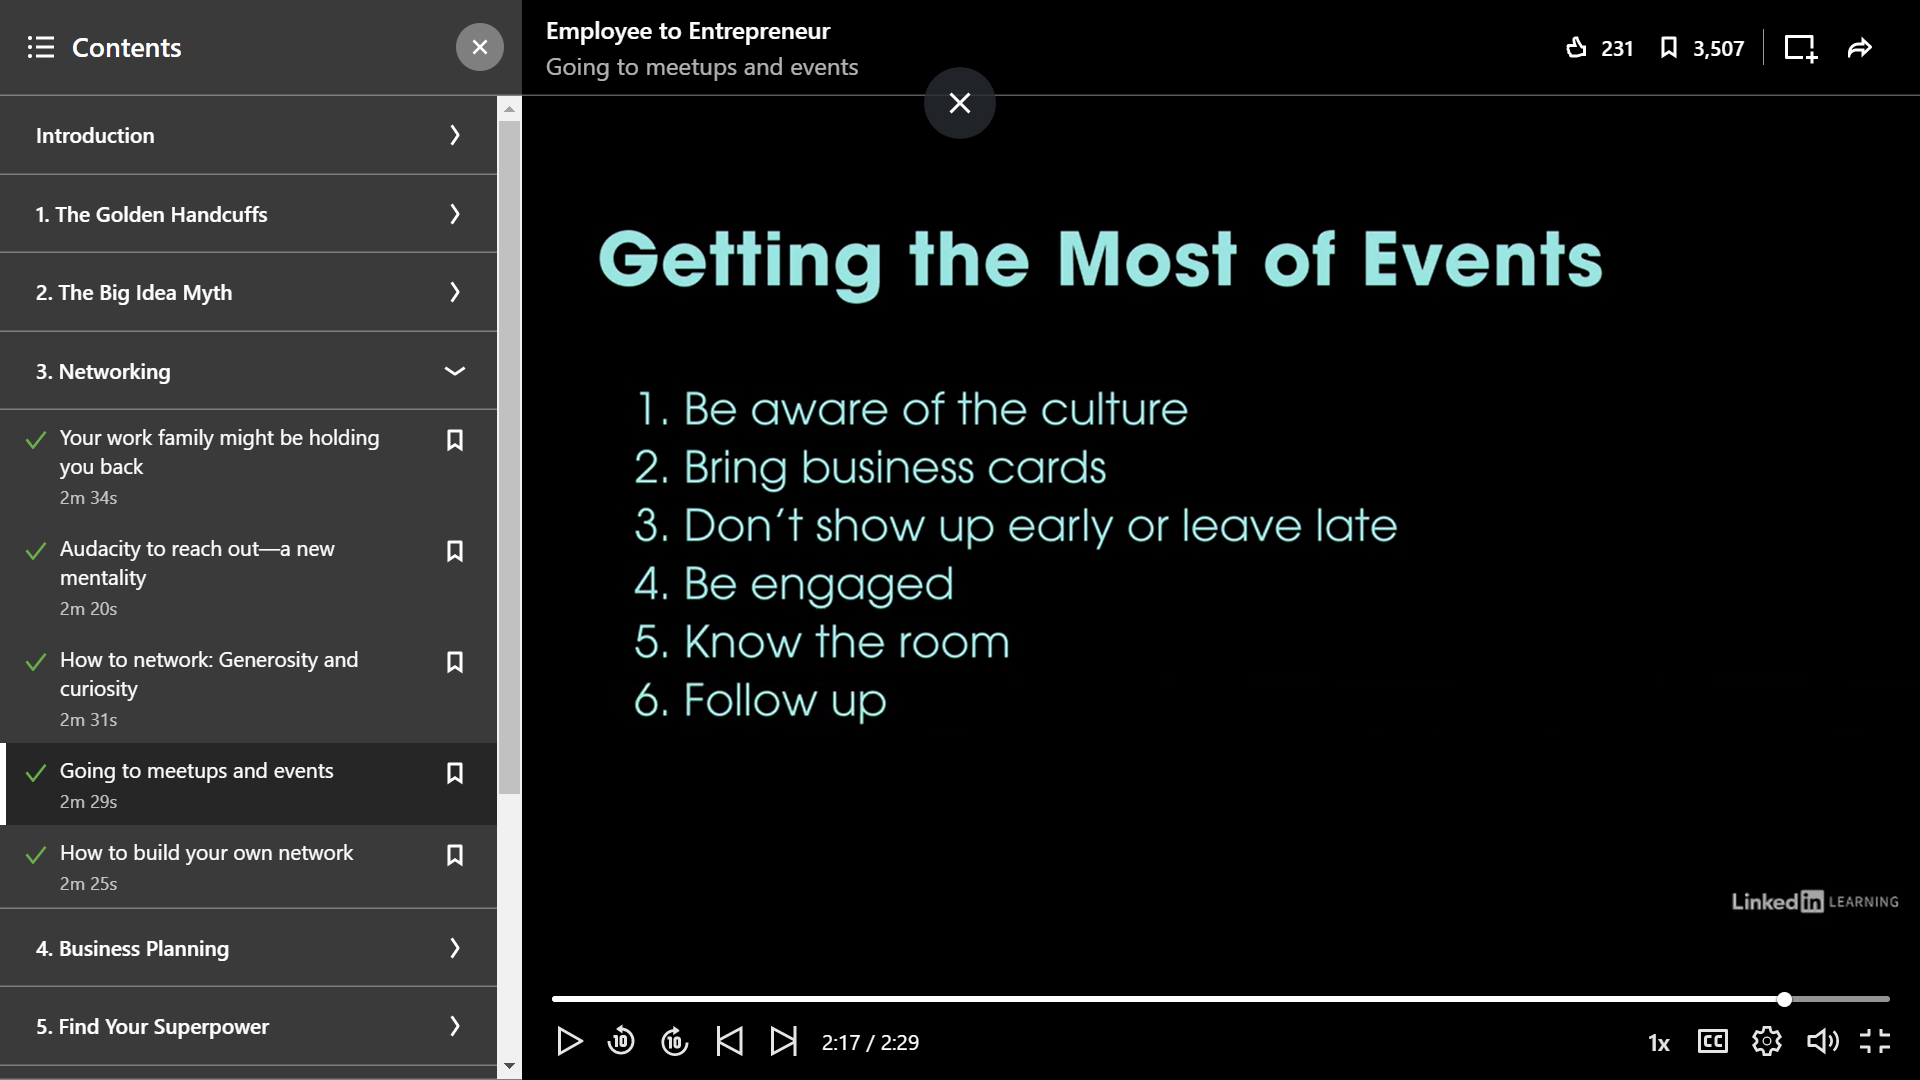 Contents
Introduction
1. The Golden Handcuffs
2. The Big Idea Myth
3. Networking
Your work family might be holding
you back
2m 34s
Audacity to reach out—a new
mentality
2m 20s
How to network: Generosity and
curiosity
2m 31s
Going to meetups and events
2m 29s
How to build your own network
2m 25s
4. Business Planning
5. Find Your Superpower
Employee to Entrepreneur
Going to meetups and events
231
3,507
Getting the Most of Events
1. Be aware of the culture
2. Bring business cards
3. Don't show up early or leave late
4. Be engaged
5. Know the room
6. Follow up
Linked in LEARNING
10
10
2:17 / 2:29
1x
CC